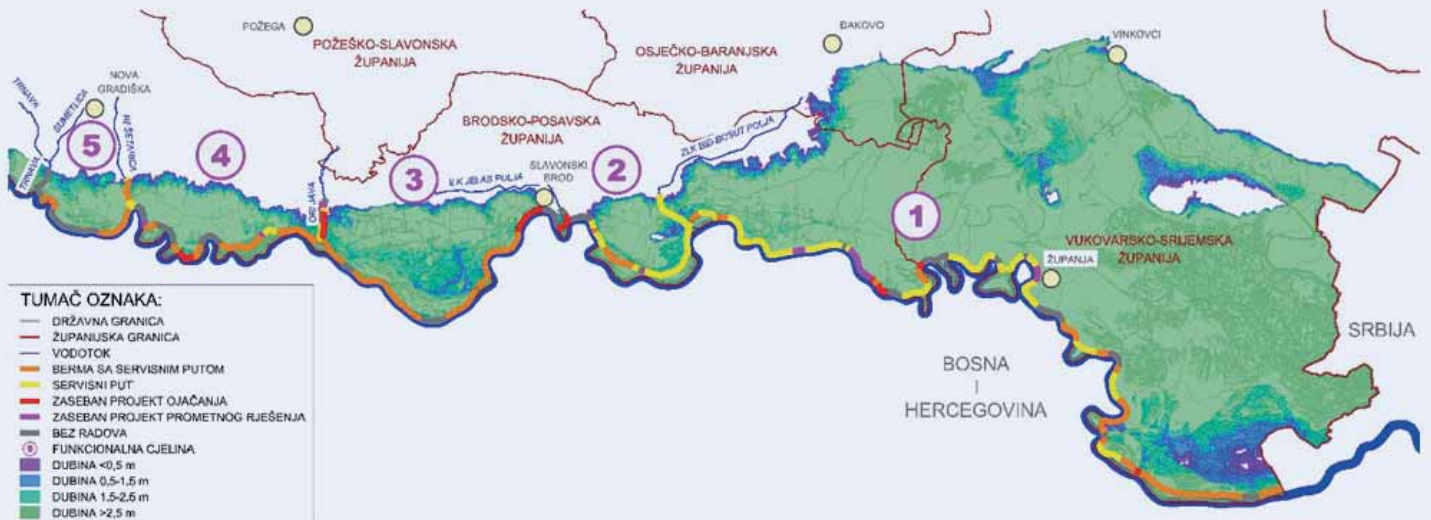 POŽEGA
POŽEŠKO-SLAVONSKA
ŽUPANIJA
OSJEČKO-BARANJSKA
ŽUPANIJA
ĐAKOVO
VINKOVCI
TRNAVA
ŠUMETLICA
NOVA
GRADIŠKA
5
4
TRNAVA
BRODSKO-POSAVSKA
ŽUPANIJA
3
SLAVONSKI
BROD
2
ORLJAVA
1
VUKOVARSKO-SRIJEMSKA
ŽUPANIJA
ŽUPANJA
SRBIJA
BOSNA
I
HERCEGOVINA
TUMAČ OZNAKA:
DRŽAVNA GRANICA
ŽUPANIJSKA GRANICA
VODOTOK
BERMA SA SERVISNIM PUTOM
SERVISNI PUT
ZASEBAN PROJEKT OJAČANJA
ZASEBAN PROJEKT PROMETNOG RJEŠENJA
BEZ RADOVA
FUNKCIONALNA CJELINA
DUBINA <0,5 m
DUBINA 0,5-1,5 m
DUBINA 1,5-2,5 m
DUBINA >2,5 m